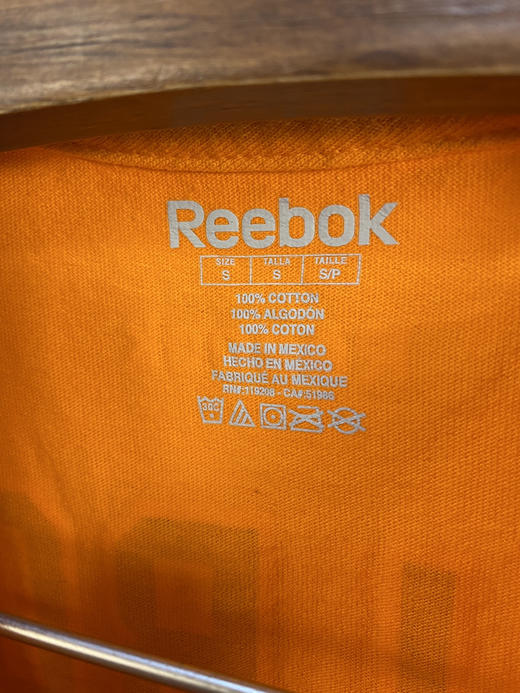 Reebok
SIZE TALLA TAILLE
S S S/P
100% COTTON
100% ALGODÓN
100% COTON
MADE IN MEXICO
HECHO EN MEXICO
FABRIQUÉ AU MEXIQUE
RN#:119208 - CA#:51986
30C